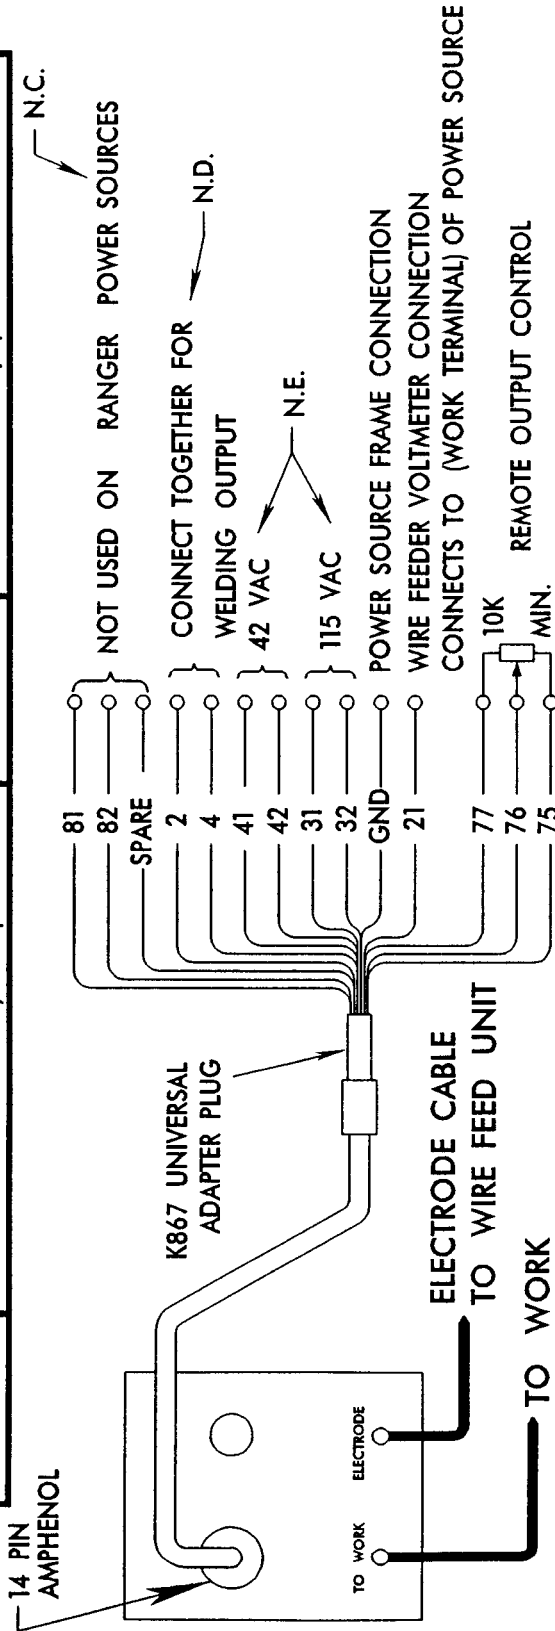 14 PIN
AMPHENOL
TO WORK
ELECTRODE
K867 UNIVERSAL
ADAPTER PLUG
ELECTRODE CABLE
TO WIRE FEED UNIT
TO WORK
81
82
SPARE
2
4
41
42
31
32
GND
21
77
76
75
N.C.
NOT USED ON RANGER POWER SOURCES
CONNECT TOGETHER FOR
WELDING OUTPUT
N.D.
42 VAC
115 VAC
N.E.
POWER SOURCE FRAME CONNECTION
WIRE FEEDER VOLTMETER CONNECTION
CONNECTS TO (WORK TERMINAL) OF POWER SOURCE
10K
REMOTE OUTPUT CONTROL
MIN.